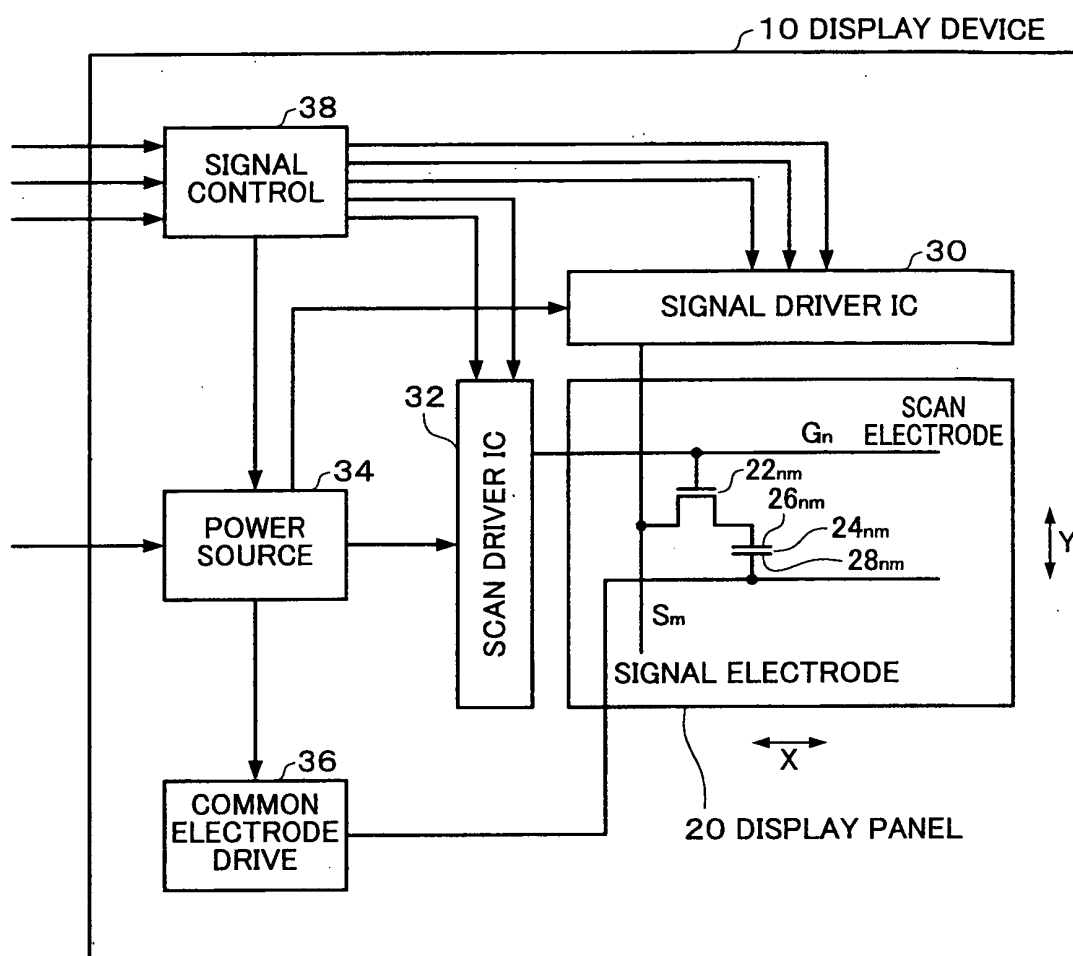 10 DISPLAY DEVICE
38
SIGNAL
CONTROL
30
SIGNAL DRIVER IC
32
SCAN DRIVER IC
SCAN
ELECTRODE
Gn
22nm
26nm
24nm
28nm
Y
34
POWER
SOURCE
Sm
SIGNAL ELECTRODE
X
36
COMMON
ELECTRODE
DRIVE
20 DISPLAY PANEL